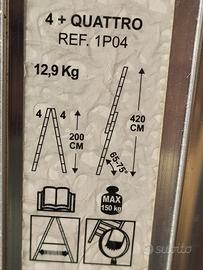 4 + QUATTRO
REF. 1P04
12,9 Kg
4
4
200
CM
420
CM
65-75°
MAX
150 kg
subito